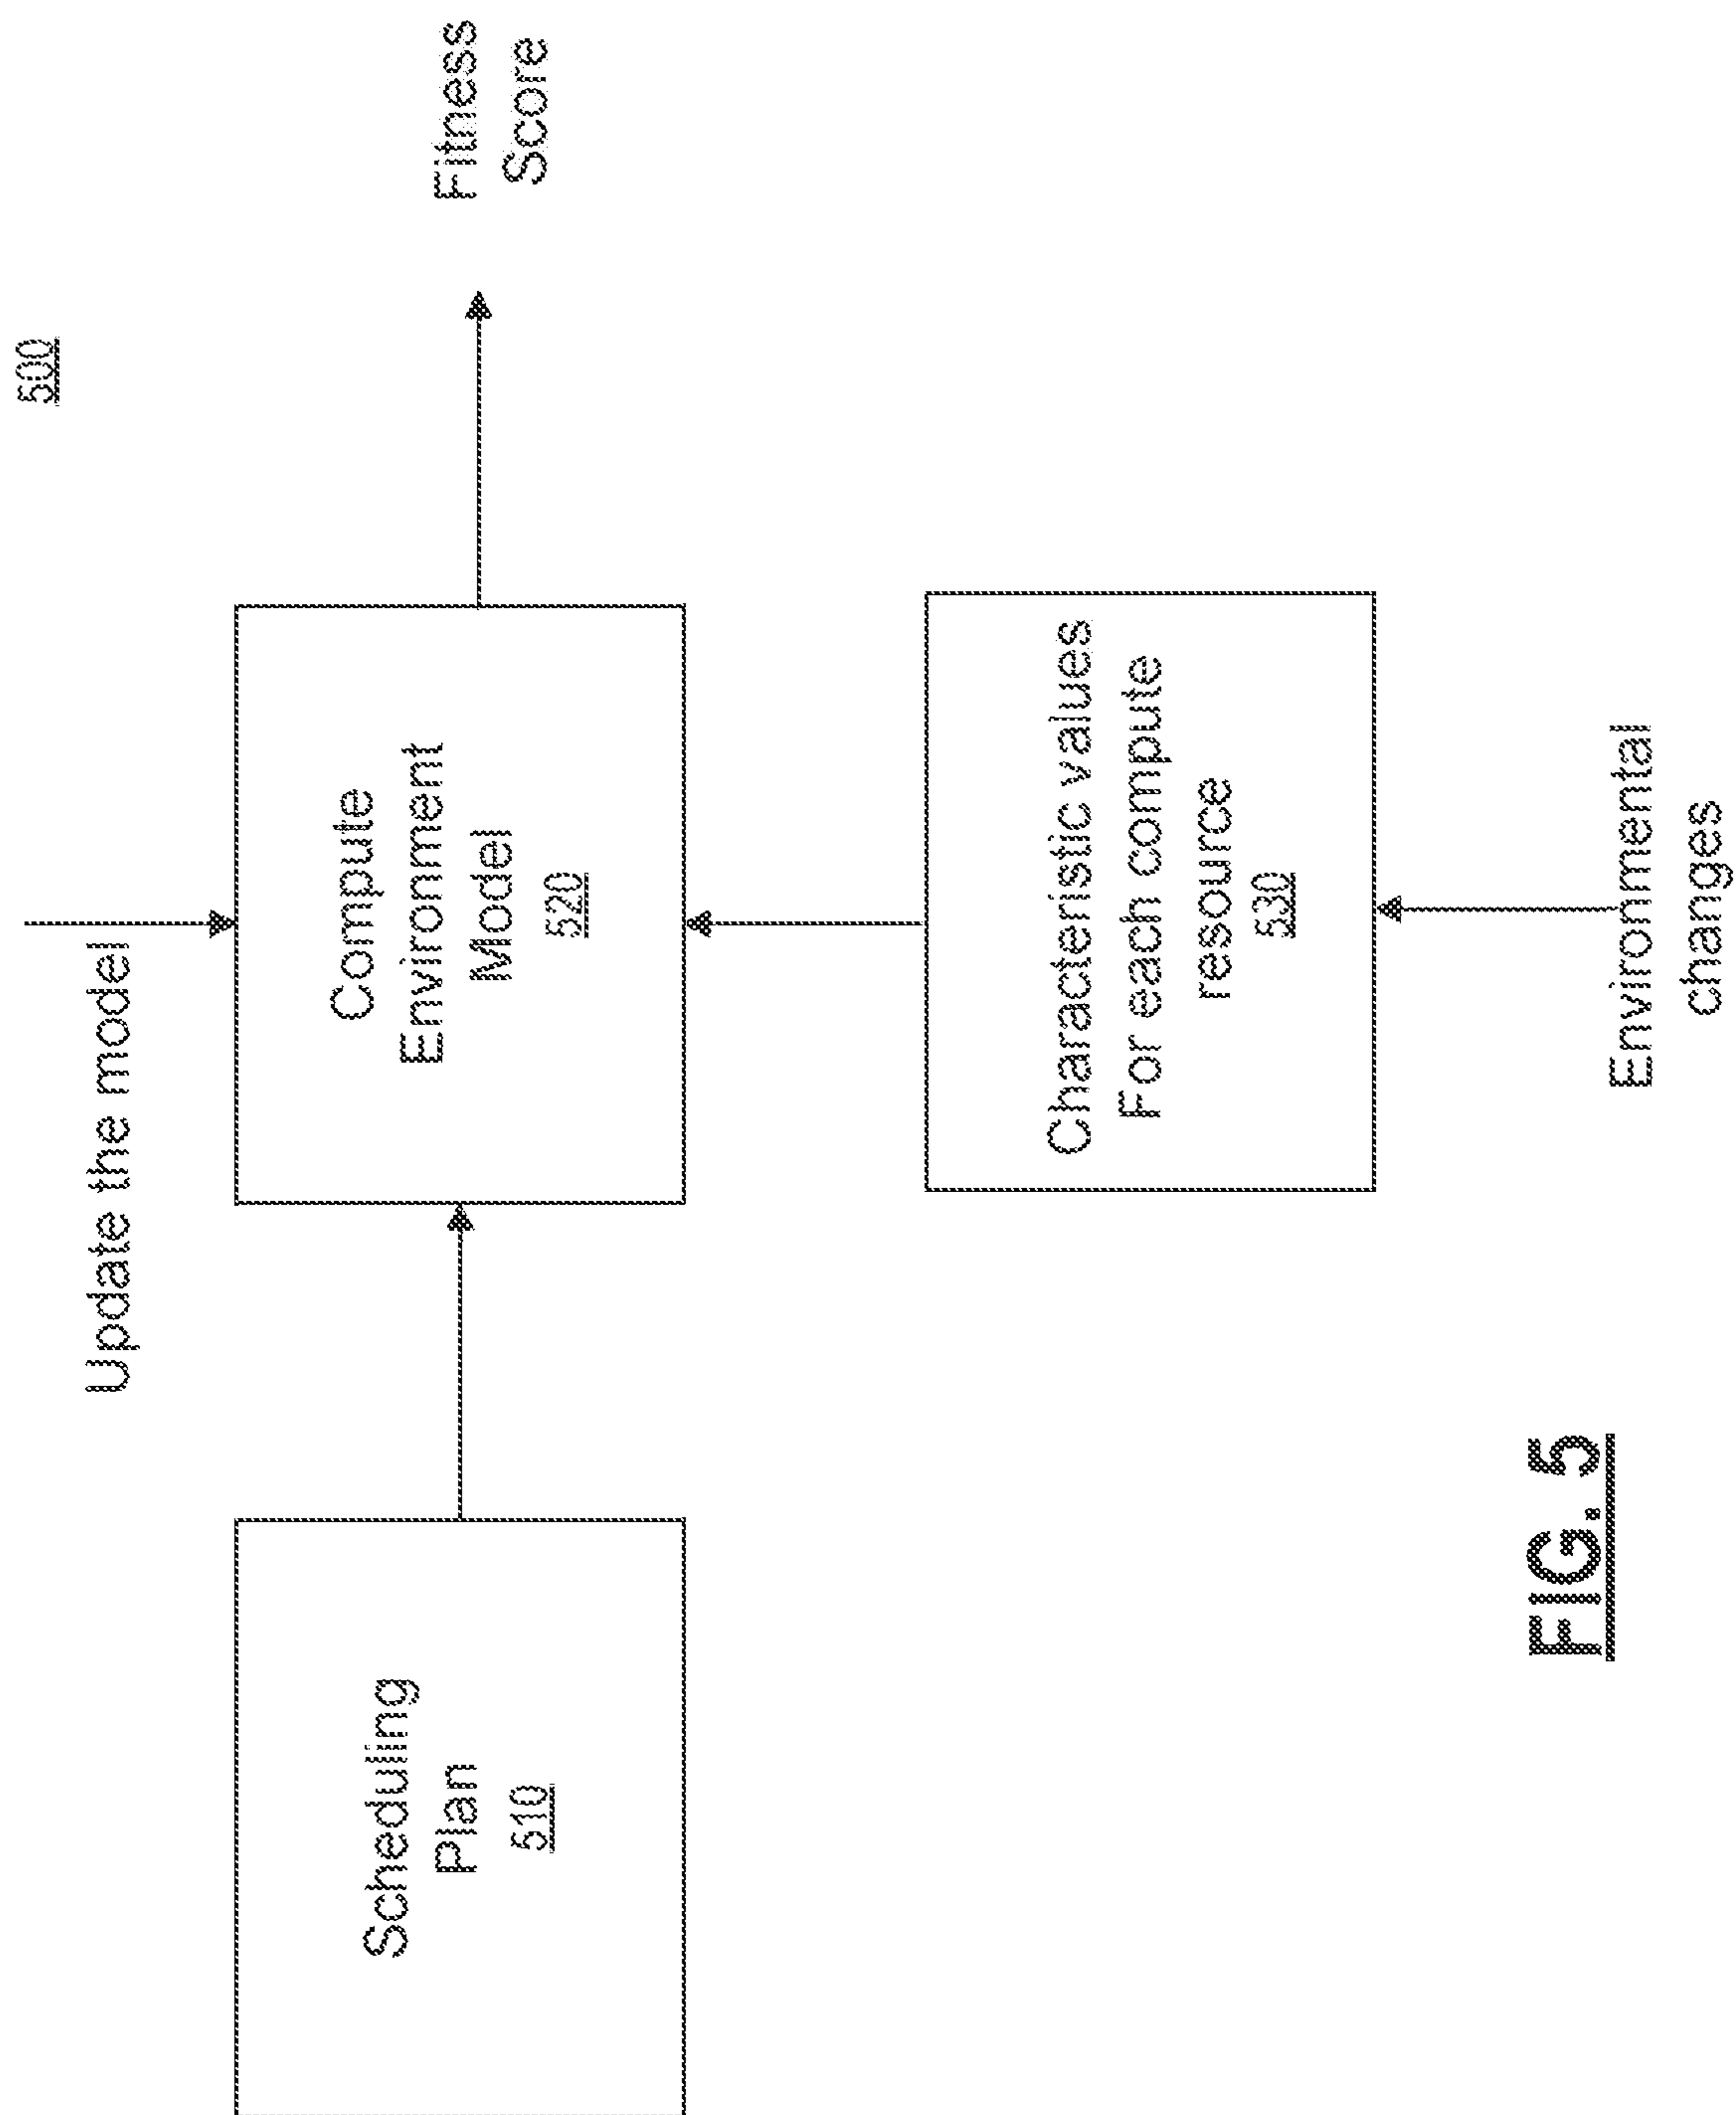 500
Update the model
Scheduling
Plan
510
Compute
Environment
Model
520
Fitness
Score
Characteristic values
For each compute
resource
530
Environmental
changes
FIG. 5